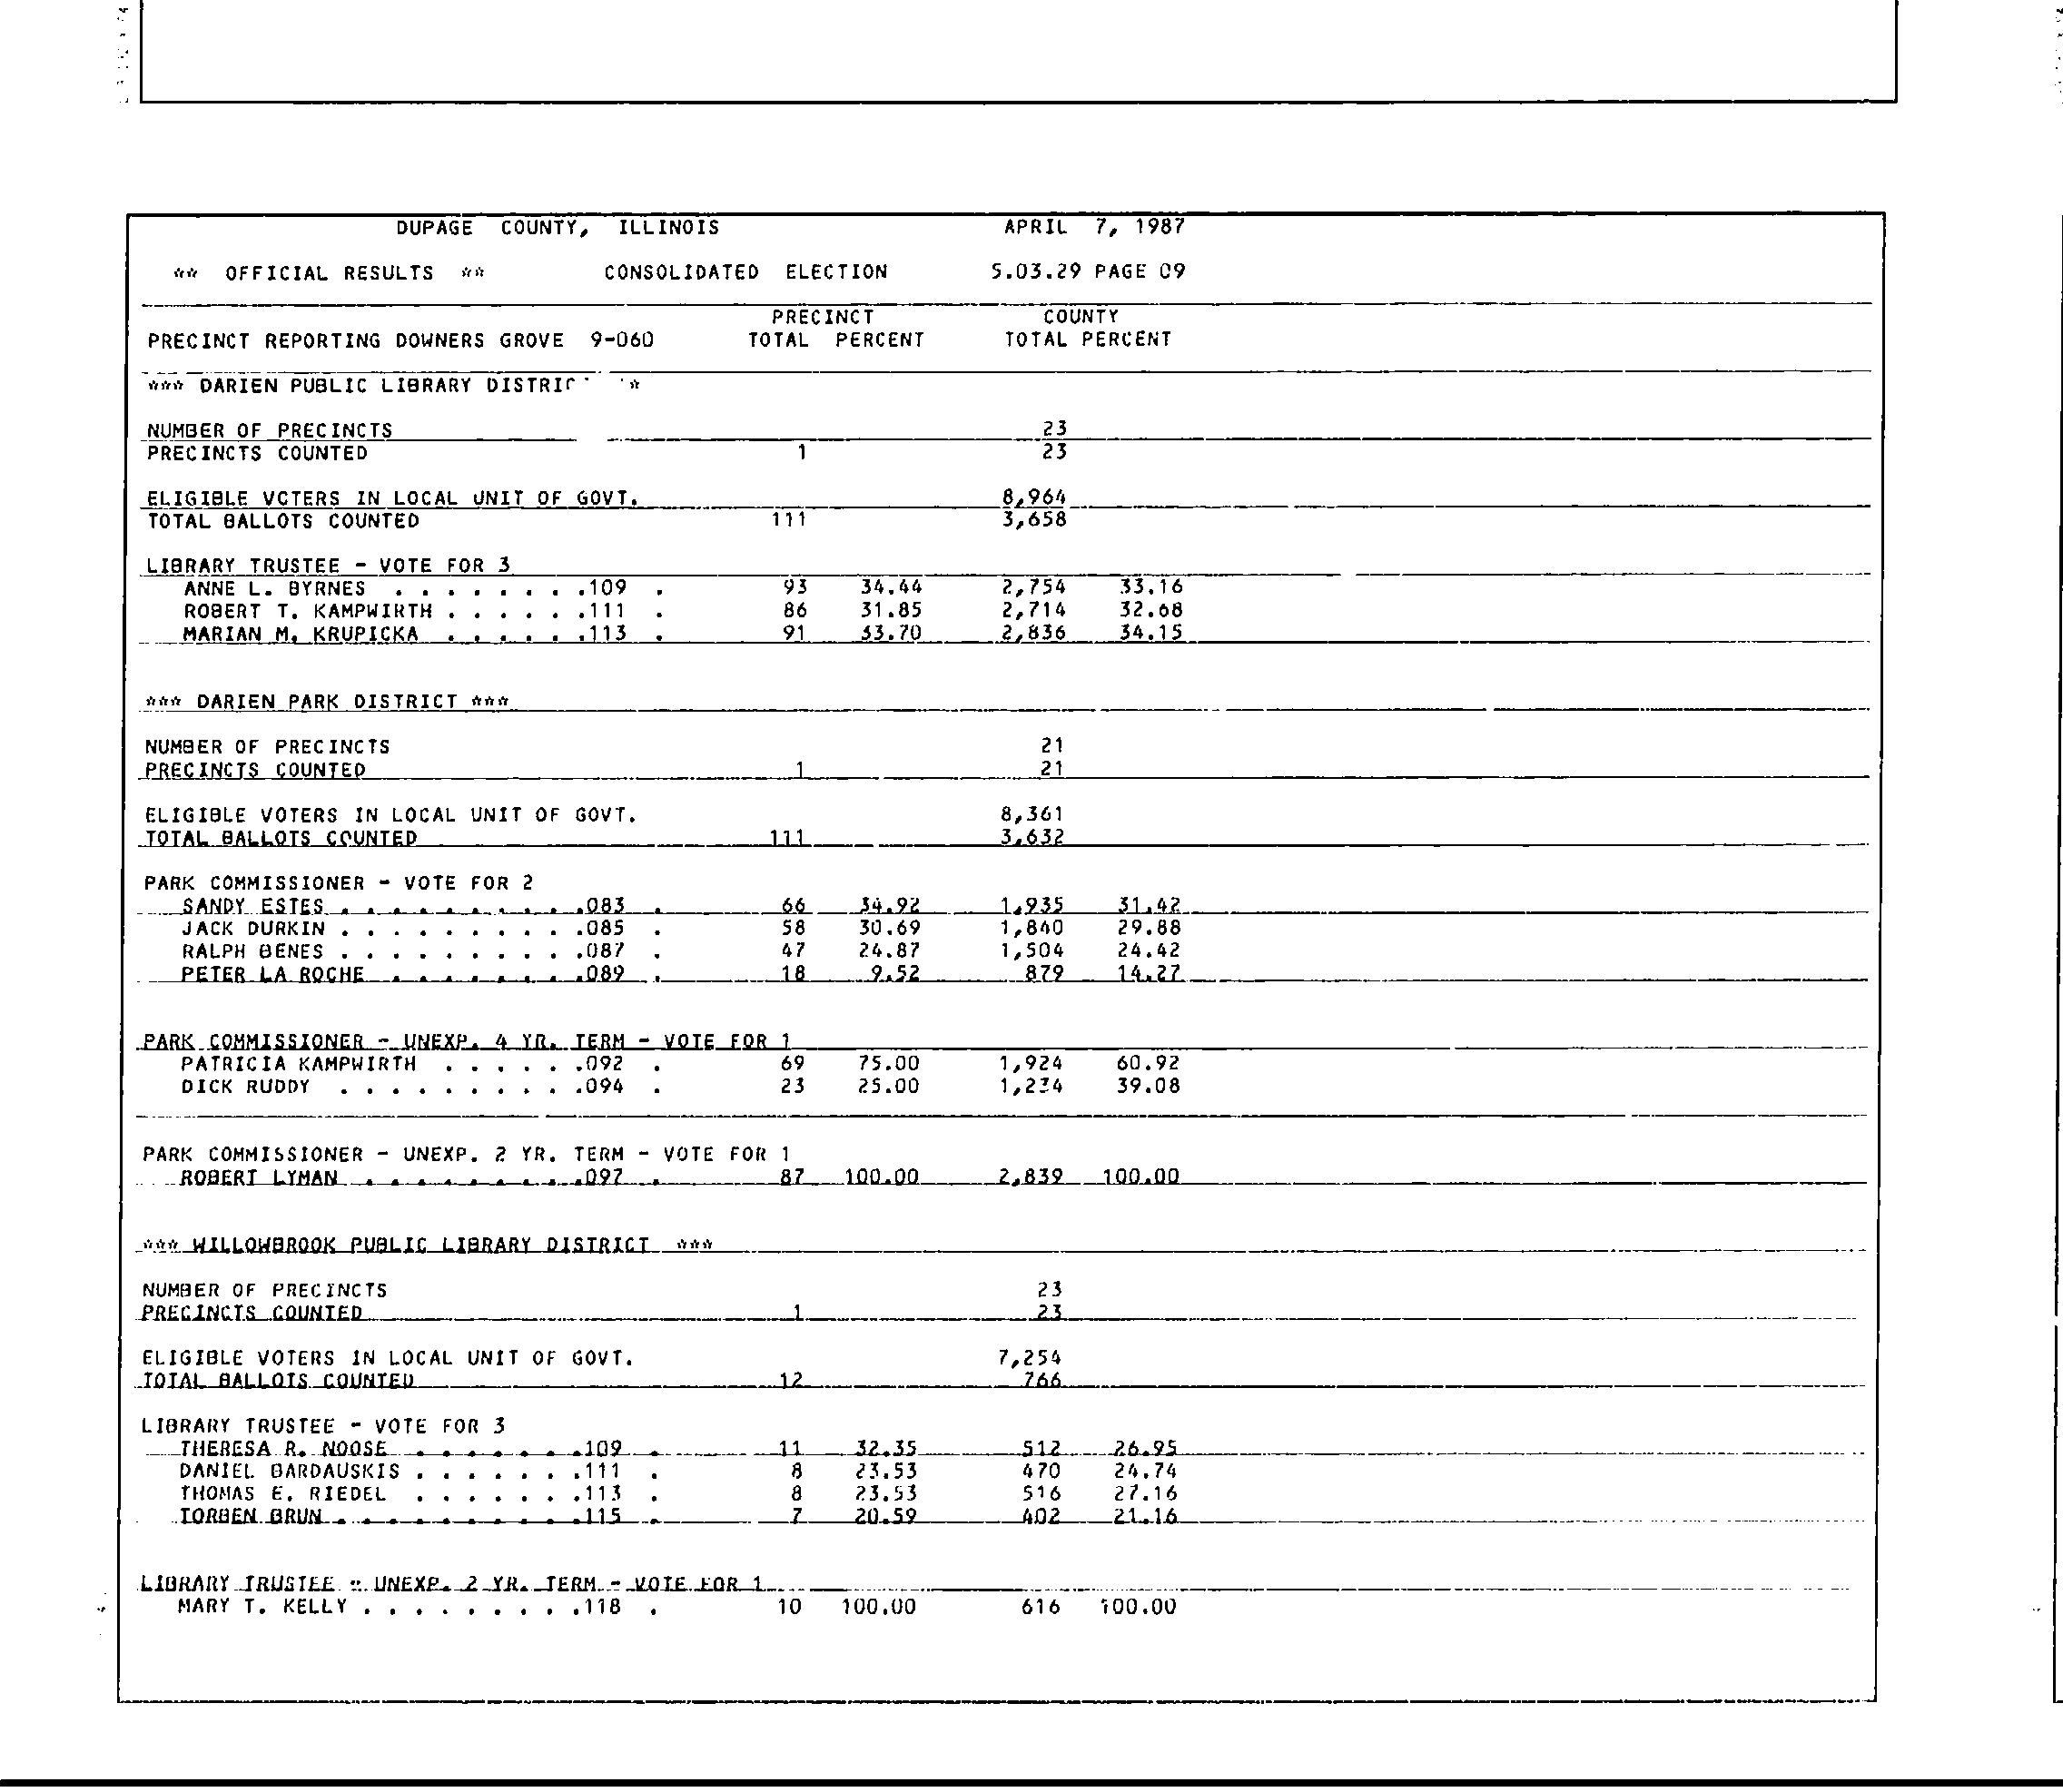 DUPAGE COUNTY, ILLINOIS APRIL 7, 1987
** OFFICIAL RESULTS ** CONSOLIDATED ELECTION 5.03.29 PAGE 09
PRECINCT COUNTY
PRECINCT REPORTING DOWNERS GROVE 9-060 TOTAL PERCENT TOTAL PERCENT
*** DARIEN PUBLIC LIBRARY DISTRICT *
NUMBER OF PRECINCTS 23
PRECINCTS COUNTED 1 23
ELIGIBLE VOTERS IN LOCAL UNIT OF GOVT. 8,964
TOTAL BALLOTS COUNTED 111 3,658
LIBRARY TRUSTEE - VOTE FOR 3
ANNE L. BYRNES . . . . . . . .109 . 93 34.44 2,754 33.16
ROBERT T. KAMPWIRTH . . . . . .111 . 86 31.85 2,714 32.68
MARIAN M. KRUPICKA . . . . . .113 . 91 33.70 2,836 34.15
*** DARIEN PARK DISTRICT ***
NUMBER OF PRECINCTS 21
PRECINCTS COUNTED 1 21
ELIGIBLE VOTERS IN LOCAL UNIT OF GOVT. 8,361
TOTAL BALLOTS COUNTED 111 3,632
PARK COMMISSIONER - VOTE FOR 2
SANDY ESTES . . . . . . . . . .083 . 66 34.92 1,935 31.42
JACK DURKIN . . . . . . . . . .085 . 58 30.69 1,840 29.88
RALPH BENES . . . . . . . . . .087 . 47 24.87 1,504 24.42
PETER LA ROCHE . . . . . . . .089 . 18 9.52 879 14.27
PARK COMMISSIONER - UNEXP. 4 YR. TERM - VOTE FOR 1
PATRICIA KAMPWIRTH . . . . . .092 . 69 75.00 1,924 60.92
DICK RUDDY . . . . . . . . . .094 . 23 25.00 1,234 39.08
PARK COMMISSIONER - UNEXP. 2 YR. TERM - VOTE FOR 1
ROBERT LYMAN . . . . . . . . .097 . 87 100.00 2,839 100.00
*** WILLOWBROOK PUBLIC LIBRARY DISTRICT ***
NUMBER OF PRECINCTS 23
PRECINCTS COUNTED 1 23
ELIGIBLE VOTERS IN LOCAL UNIT OF GOVT. 7,254
TOTAL BALLOTS COUNTED 12 766
LIBRARY TRUSTEE - VOTE FOR 3
THERESA R. NOOSE . . . . . . .109 . 11 32.35 512 26.95
DANIEL BARDAUSKIS . . . . . . .111 . 8 23.53 470 24.74
THOMAS E. RIEDEL . . . . . . .113 . 8 23.53 516 27.16
TORBEN BRUN . . . . . . . . . .115 . 7 20.59 402 21.16
LIBRARY TRUSTEE - UNEXP. 2 YR. TERM - VOTE FOR 1
MARY T. KELLY . . . . . . . . .118 . 10 100.00 616 100.00